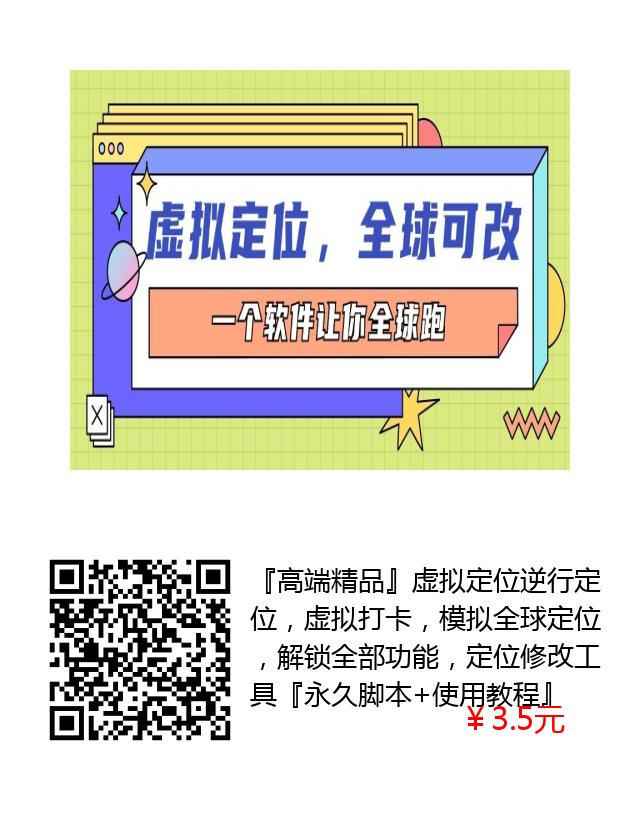 虚拟定位，全球可改
一个软件让你全球跑
『高端精品』虚拟定位逆行定
位，虚拟打卡，模拟全球定位
，解锁全部功能，定位修改工
具『永久脚本+使用教程』
￥3.5元